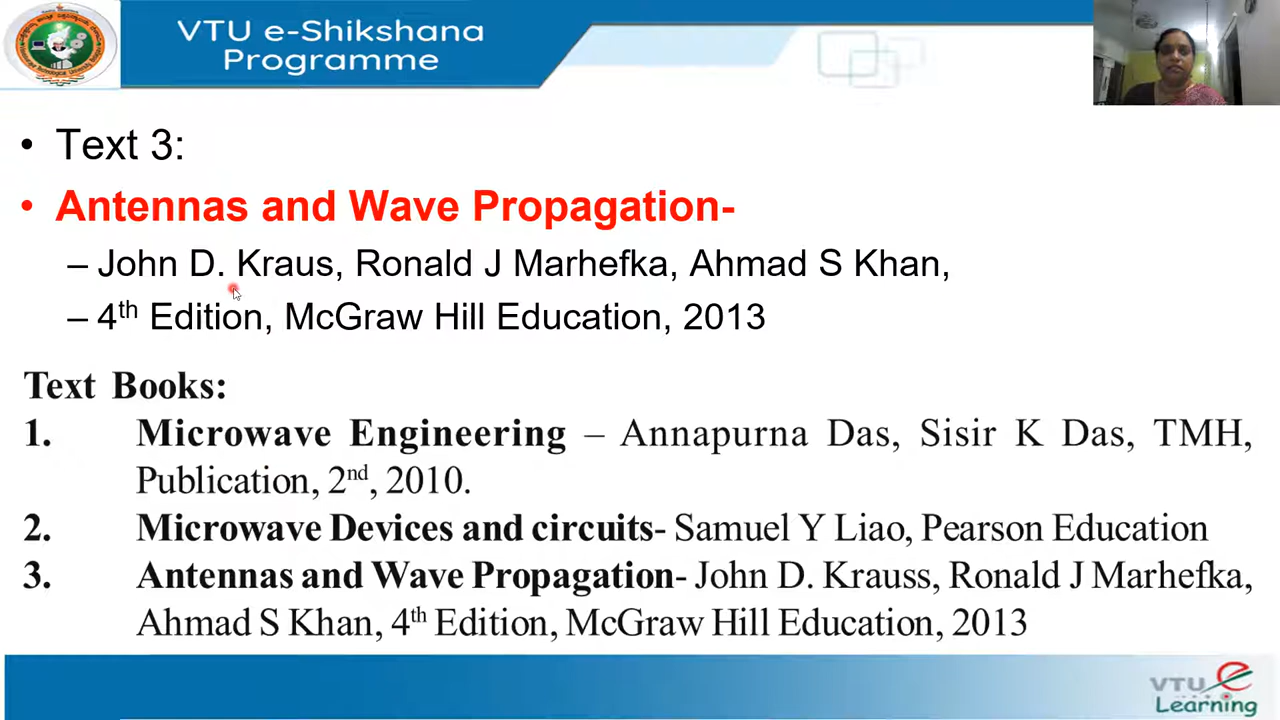 VTU e-Shikshana
Programme
• Text 3:
• Antennas and Wave Propagation-
– John D. Kraus, Ronald J Marhefka, Ahmad S Khan,
– 4th Edition, McGraw Hill Education, 2013
Text Books:
1. Microwave Engineering – Annapurna Das, Sisir K Das, TMH,
Publication, 2nd, 2010.
2. Microwave Devices and circuits- Samuel Y Liao, Pearson Education
3. Antennas and Wave Propagation- John D. Krauss, Ronald J Marhefka,
Ahmad S Khan, 4th Edition, McGraw Hill Education, 2013
VTU e
Learning